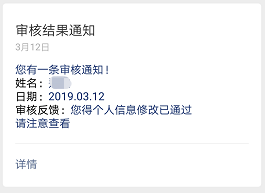 审核结果通知
3月12日
您有一条审核通知！
姓名：
日期：2019.03.12
审核反馈：您得个人信息修改已通过
请注意查看
详情